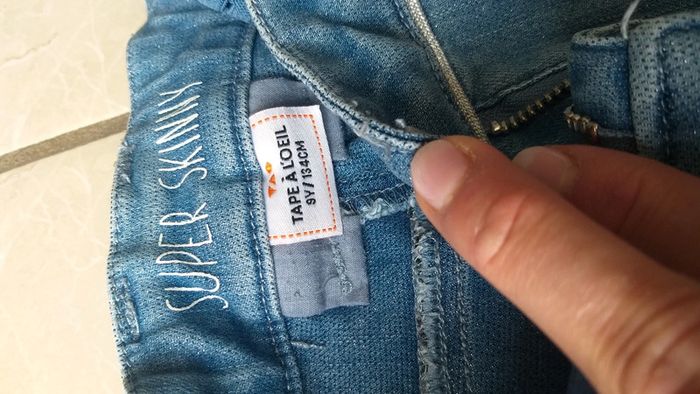 SUPER SKINNY
TAO
TAPE À L'OEIL
9Y / 134CM